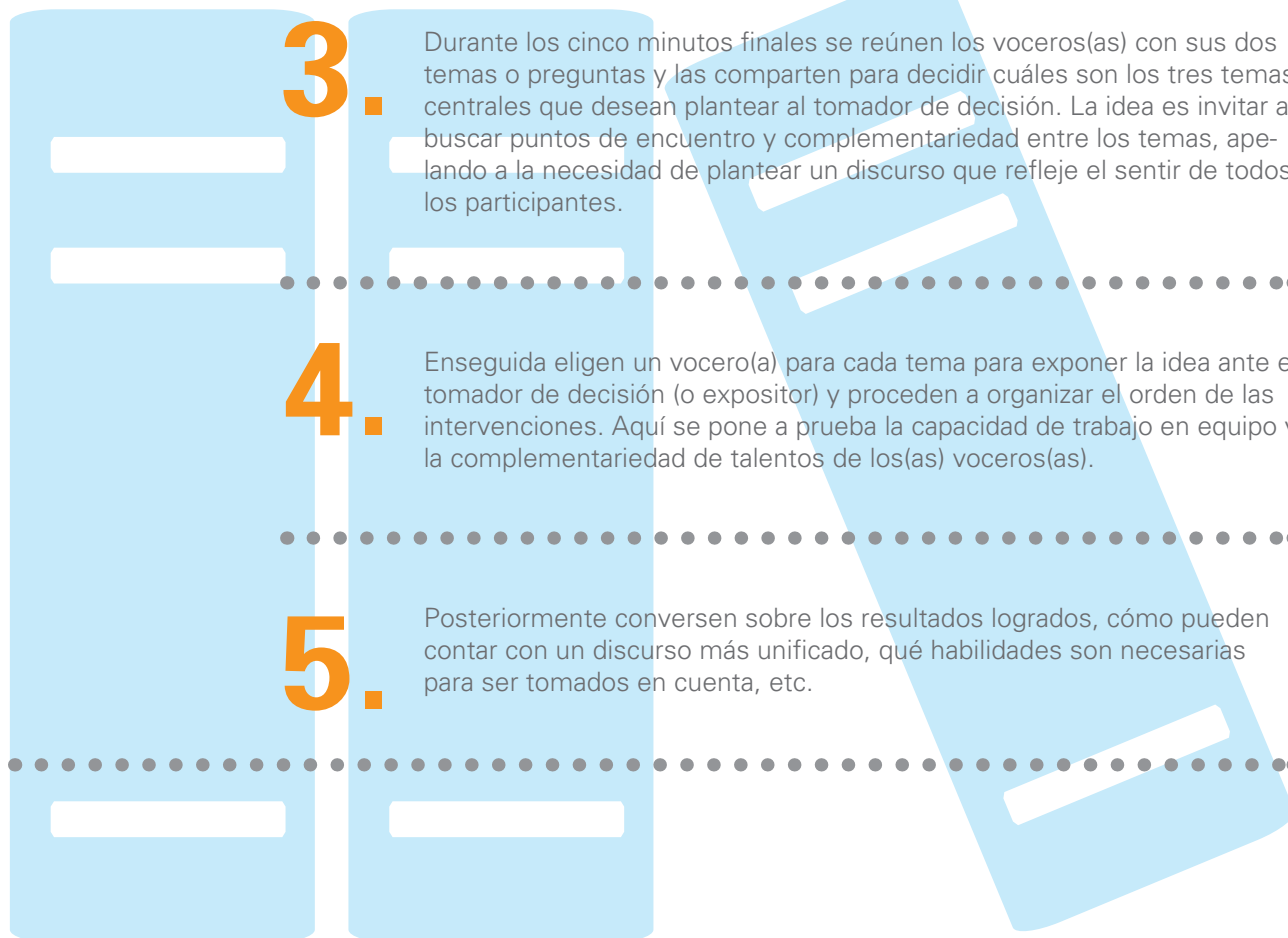 3.
Durante los cinco minutos finales se reúnen los voceros(as) con sus dos
temas o preguntas y las comparten para decidir cuáles son los tres temas
centrales que desean plantear al tomador de decisión. La idea es invitar a
buscar puntos de encuentro y complementariedad entre los temas, ape-
lando a la necesidad de plantear un discurso que refleje el sentir de todos
los participantes.
4.
Enseguida eligen un vocero(a) para cada tema para exponer la idea ante
tomador de decisión (o expositor) y proceden a organizar el orden de las
intervenciones. Aquí se pone a prueba la capacidad de trabajo en equipo
la complementariedad de talentos de los(as) voceros(as).
5.
Posteriormente conversen sobre los resultados logrados, cómo pueden
contar con un discurso más unificado, qué habilidades son necesarias
para ser tomados en cuenta, etc.